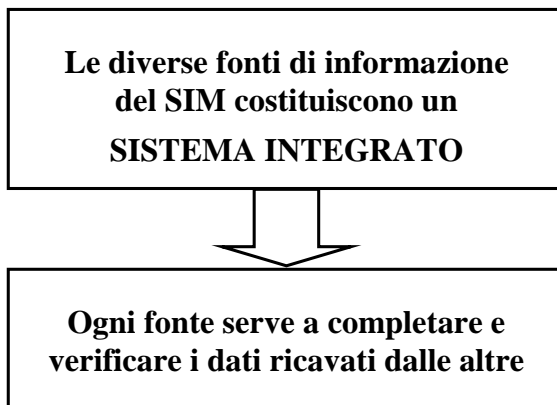 Le diverse fonti di informazione
del SIM costituiscono un
SISTEMA INTEGRATO
Ogni fonte serve a completare e
verificare i dati ricavati dalle altre